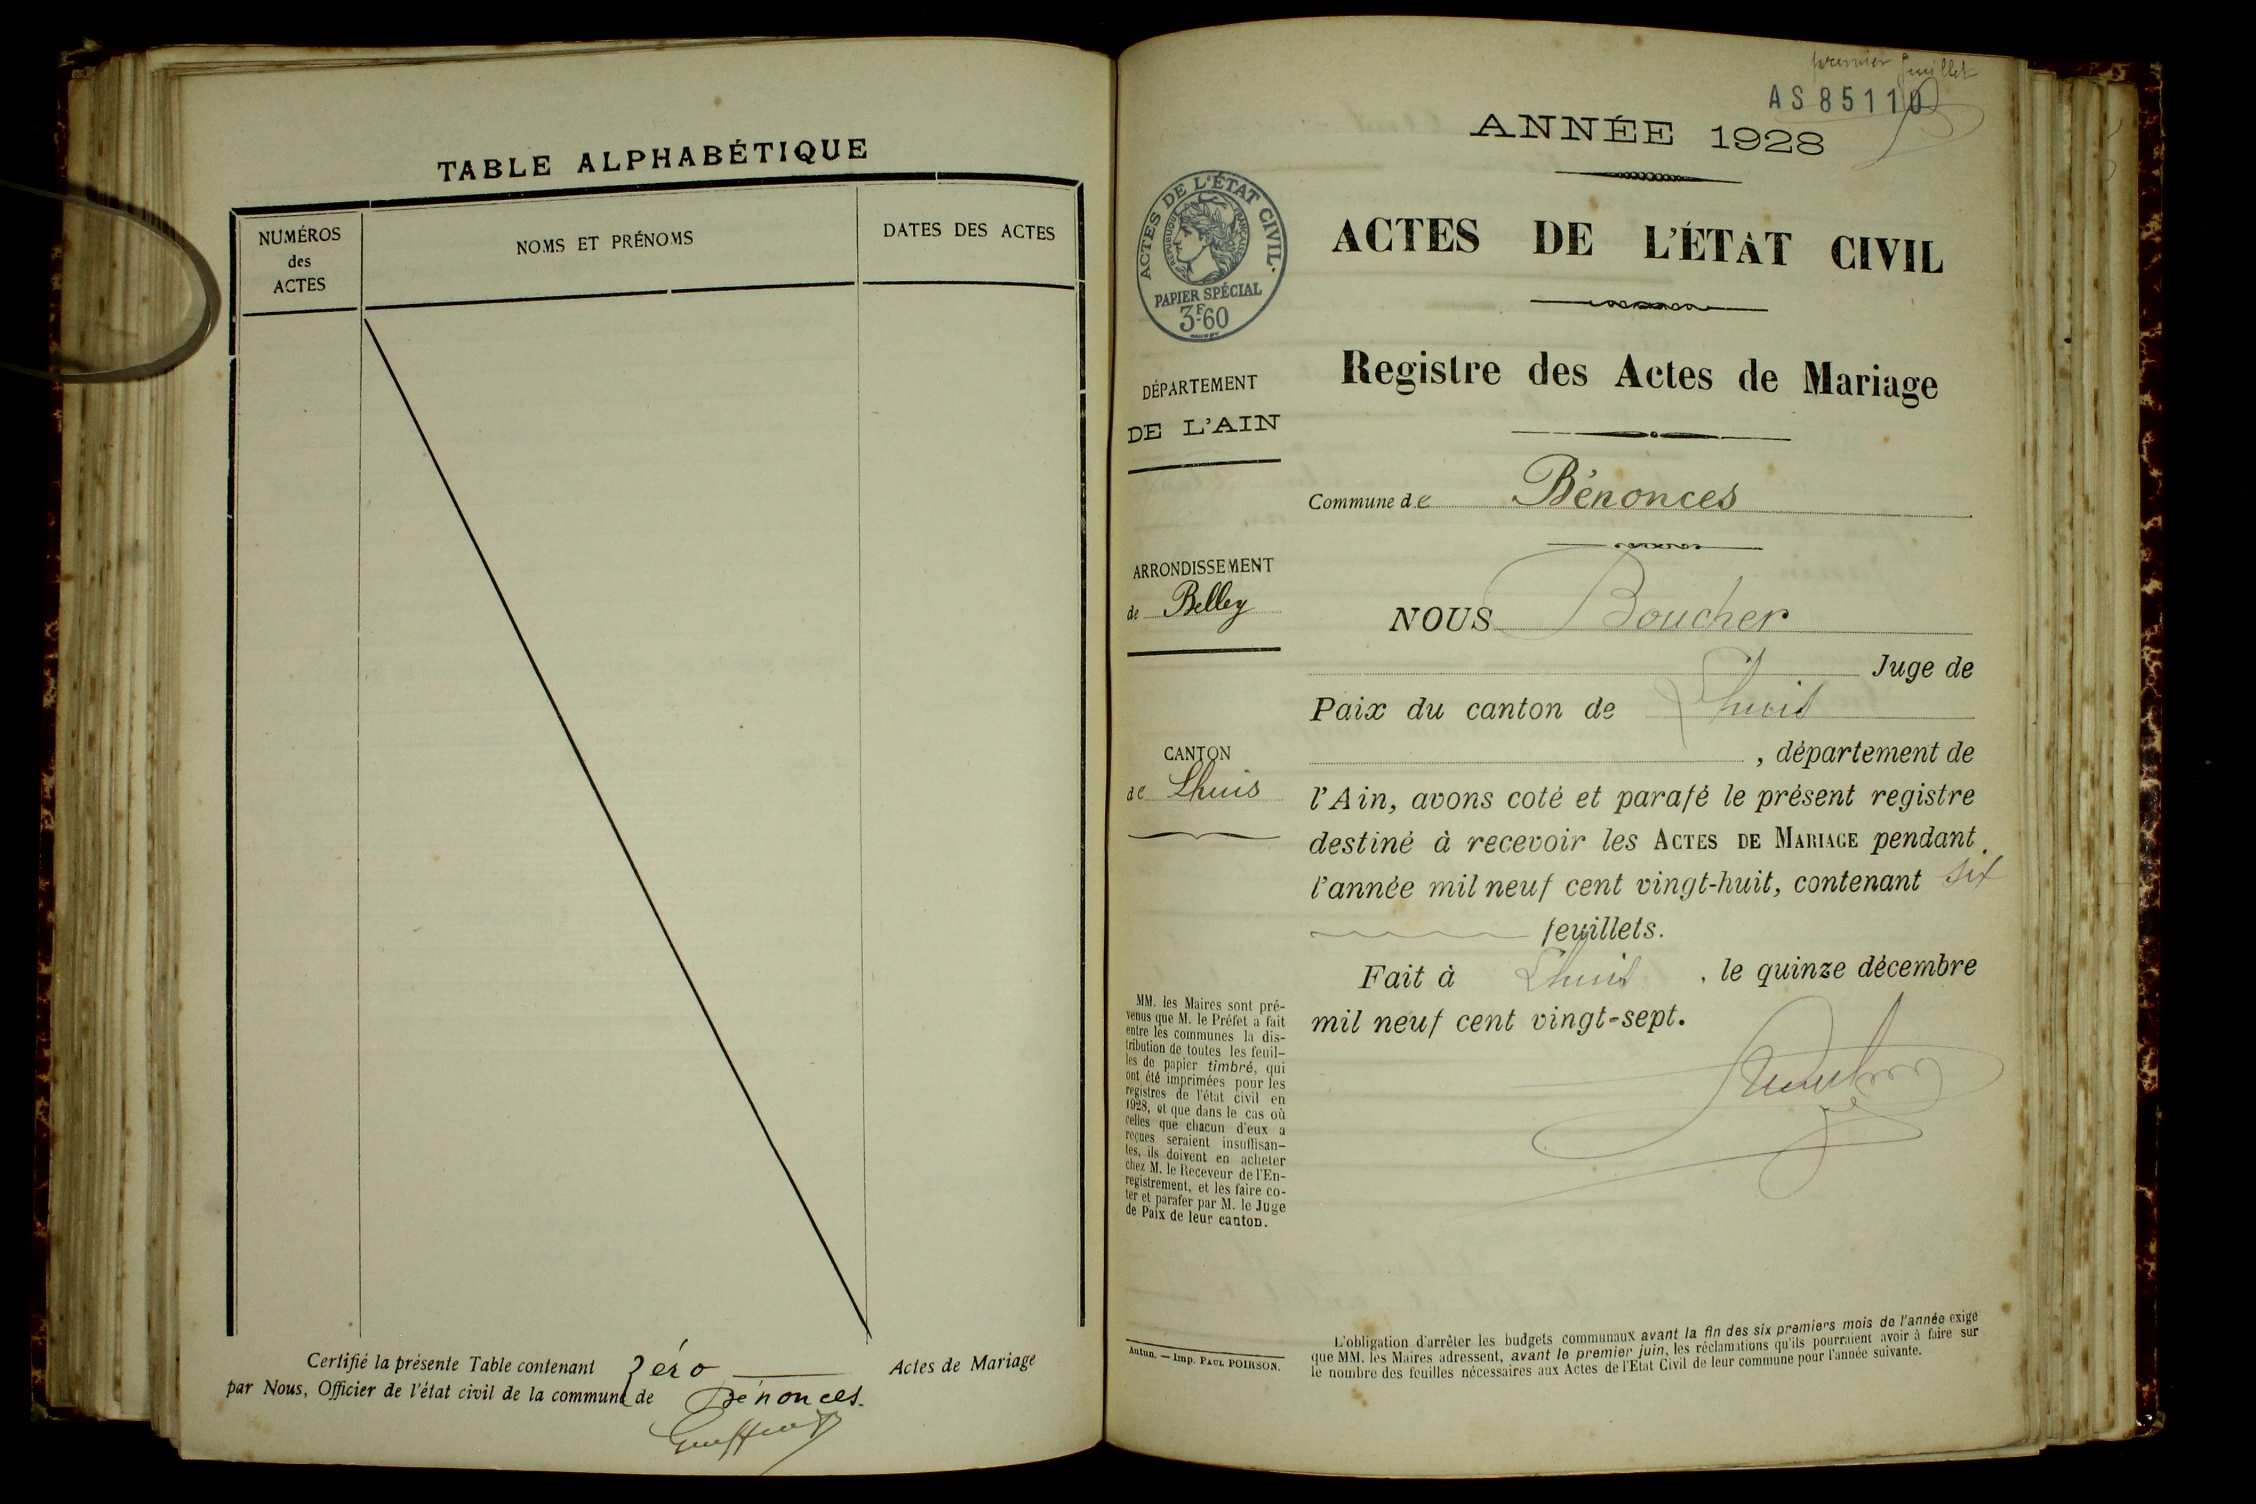 TABLE ALPHABÉTIQUE
NUMÉROS
des
ACTES
NOMS ET PRÉNOMS
DATES DES ACTES
Certifié la présente Table contenant zéro Actes de Mariage
par Nous, Officier de l'état civil de la commune de Bénonces.
premier feuillet
AS 85110
ANNÉE 1928
ACTES DE L'ÉTAT CIVIL
RÉPUBLIQUE FRANÇAISE
PAPIER SPÉCIAL
3F60
ACTES DE L'ÉTAT CIVIL
Registre des Actes de Mariage
DÉPARTEMENT
DE L'AIN
Commune de Bénonces
ARRONDISSEMENT
de Belley
NOUS Boucher
Juge de
Paix du canton de Lhuis
CANTON
de Lhuis
, département de
l'Ain, avons coté et parafé le présent registre
destiné à recevoir les ACTES DE MARIAGE pendant
l'année mil neuf cent vingt-huit, contenant six
feuillets.
Fait à Lhuis, le quinze décembre
mil neuf cent vingt-sept.
MM. les Maires sont pré-
venus que M. le Préfet a fait
entre les communes la dis-
tribution de toutes les feuil-
les de papier timbré, qui
ont été imprimées pour les
registres de l'état civil en
1928, et que dans le cas où
celles que chacun d'eux a
reçues seraient insuffisan-
tes, ils doivent en acheter
chez M. le Receveur de l'En-
registrement, et les faire co-
ter et parafer par M. le Juge
de Paix de leur canton.
Autun. — Imp. PAUL POIRSON.
L'obligation d'arrêter les budgets communaux avant la fin des six premiers mois de l'année exige
que MM. les Maires adressent, avant le premier juin, les réclamations qu'ils pourraient avoir à faire sur
le nombre des feuilles nécessaires aux Actes de l'Etat Civil de leur commune pour l'année suivante.